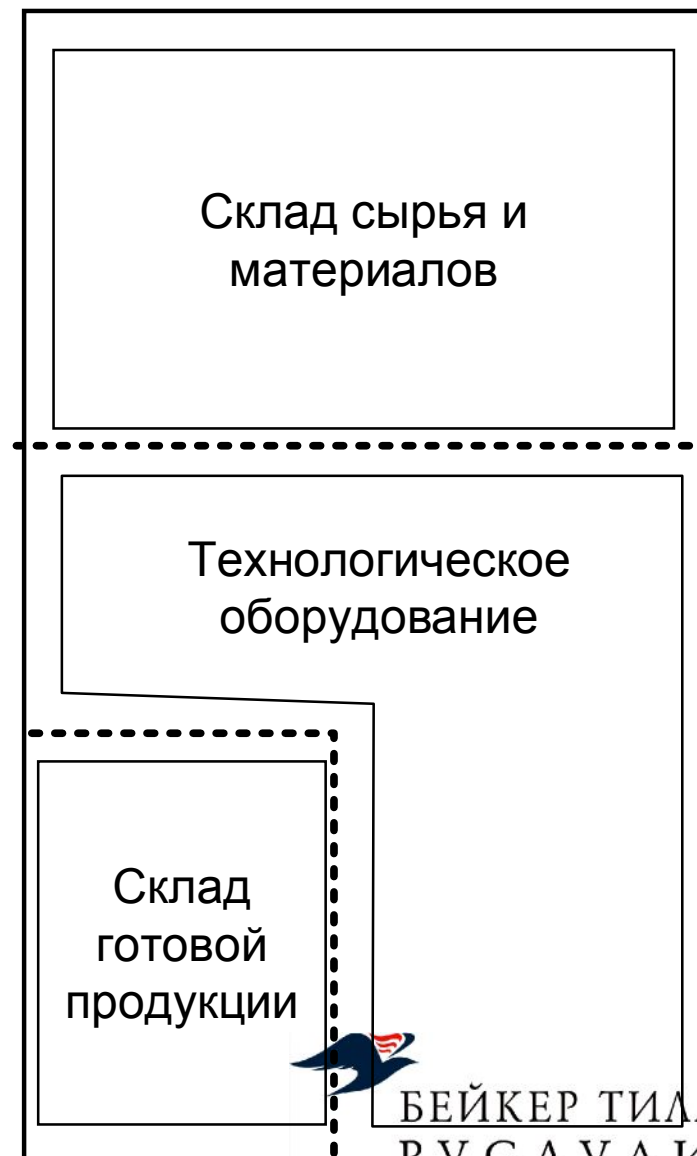 Склад сырья и
материалов
Технологическое
оборудование
Склад
готовой
продукции
БЕЙКЕР